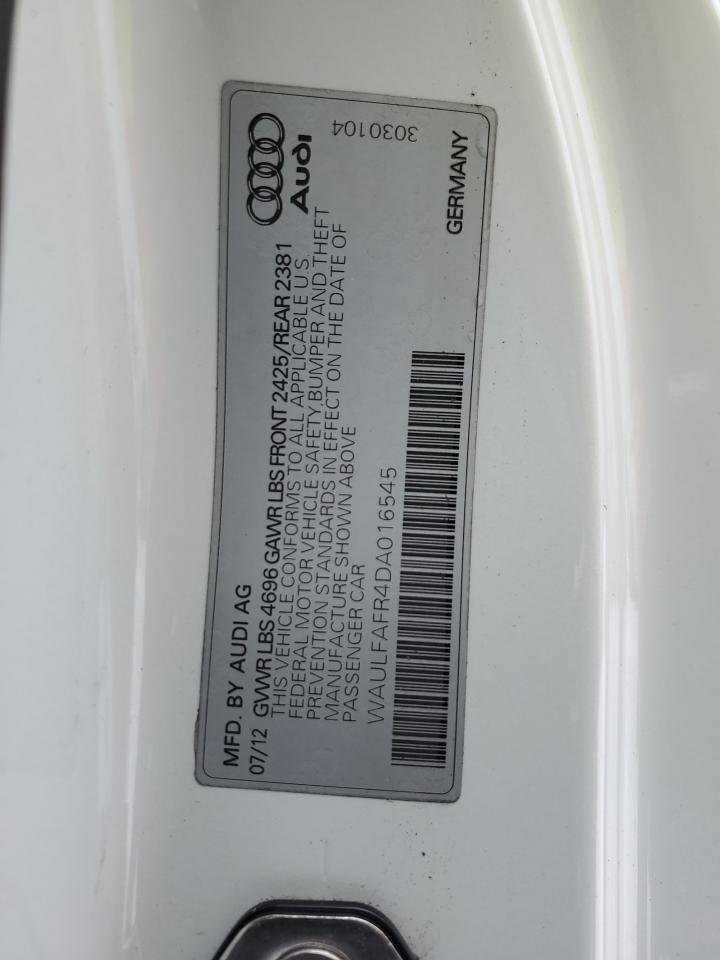 MFD. BY AUDI AG
07/12 GVWR LBS 4696 GAWR LBS FRONT 2425/REAR 2381
THIS VEHICLE CONFORMS TO ALL APPLICABLE U.S.
FEDERAL MOTOR VEHICLE SAFETY, BUMPER AND THEFT
PREVENTION STANDARDS IN EFFECT ON THE DATE OF
MANUFACTURE SHOWN ABOVE
PASSENGER CAR
WAULFAFR4DA016545
Audi
3030104
GERMANY